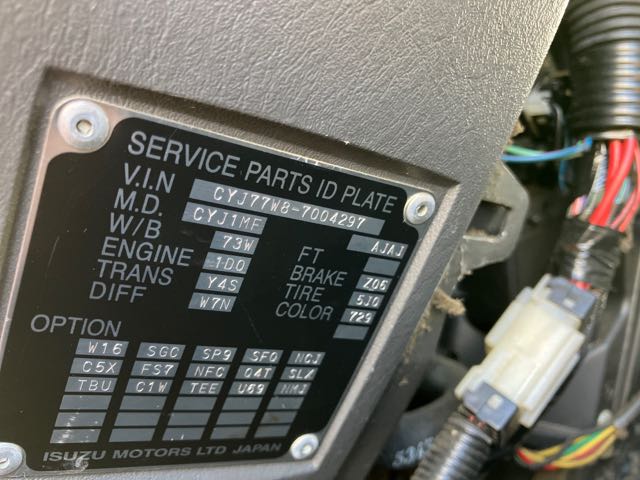 SERVICE PARTS ID PLATE
V.I.N CYJ77W8-7004297
M.D. CYJ1MF AJAJ
W/B 73W FT
ENGINE -1D0 BRAKE Z06
TRANS Y4S TIRE 5J0
DIFF W7N COLOR 729
OPTION
W16 SGC SP9 SFQ NCJ
C5X FS7 NFC 04T SL4
TBU C1W TEE U69 NMJ
ISUZU MOTORS LTD JAPAN